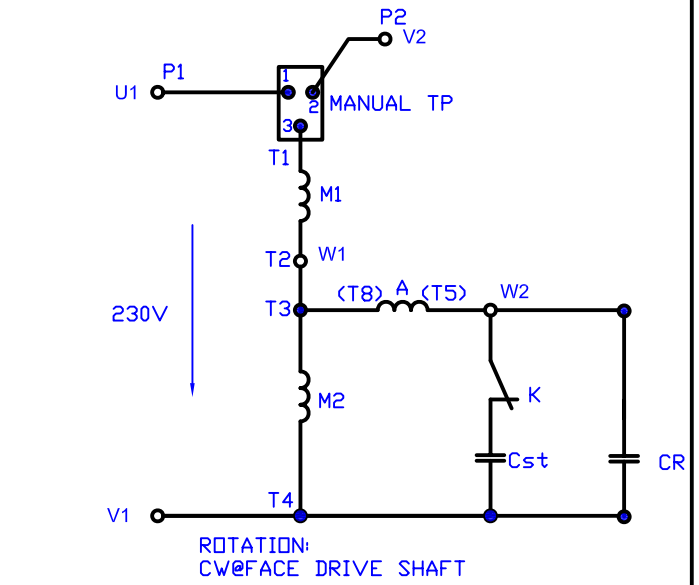 P2
V2
P1
U1
1
2
MANUAL TP
3
T1
M1
T2
W1
(T8) A (T5)
W2
T3
230V
K
M2
Cst
CR
T4
V1
ROTATION:
CW@FACE DRIVE SHAFT